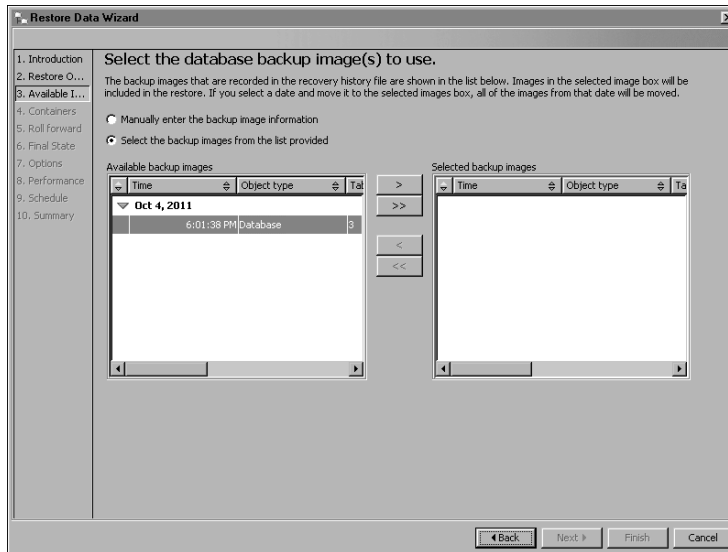 Restore Data Wizard
1. Introduction
2. Restore O...
3. Available I...
4. Containers
5. Roll forward
6. Final State
7. Options
8. Performance
9. Schedule
10. Summary
Select the database backup image(s) to use.
The backup images that are recorded in the recovery history file are shown in the list below. Images in the selected image box will be
included in the restore. If you select a date and move it to the selected images box, all of the images from that date will be moved.
Manually enter the backup image information
Select the backup images from the list provided
Available backup images
Time Object type Tab
Oct 4, 2011
6:01:38 PM Database 3
>
>>
<
<<
Selected backup images
Time Object type Ta
Back Next Finish Cancel